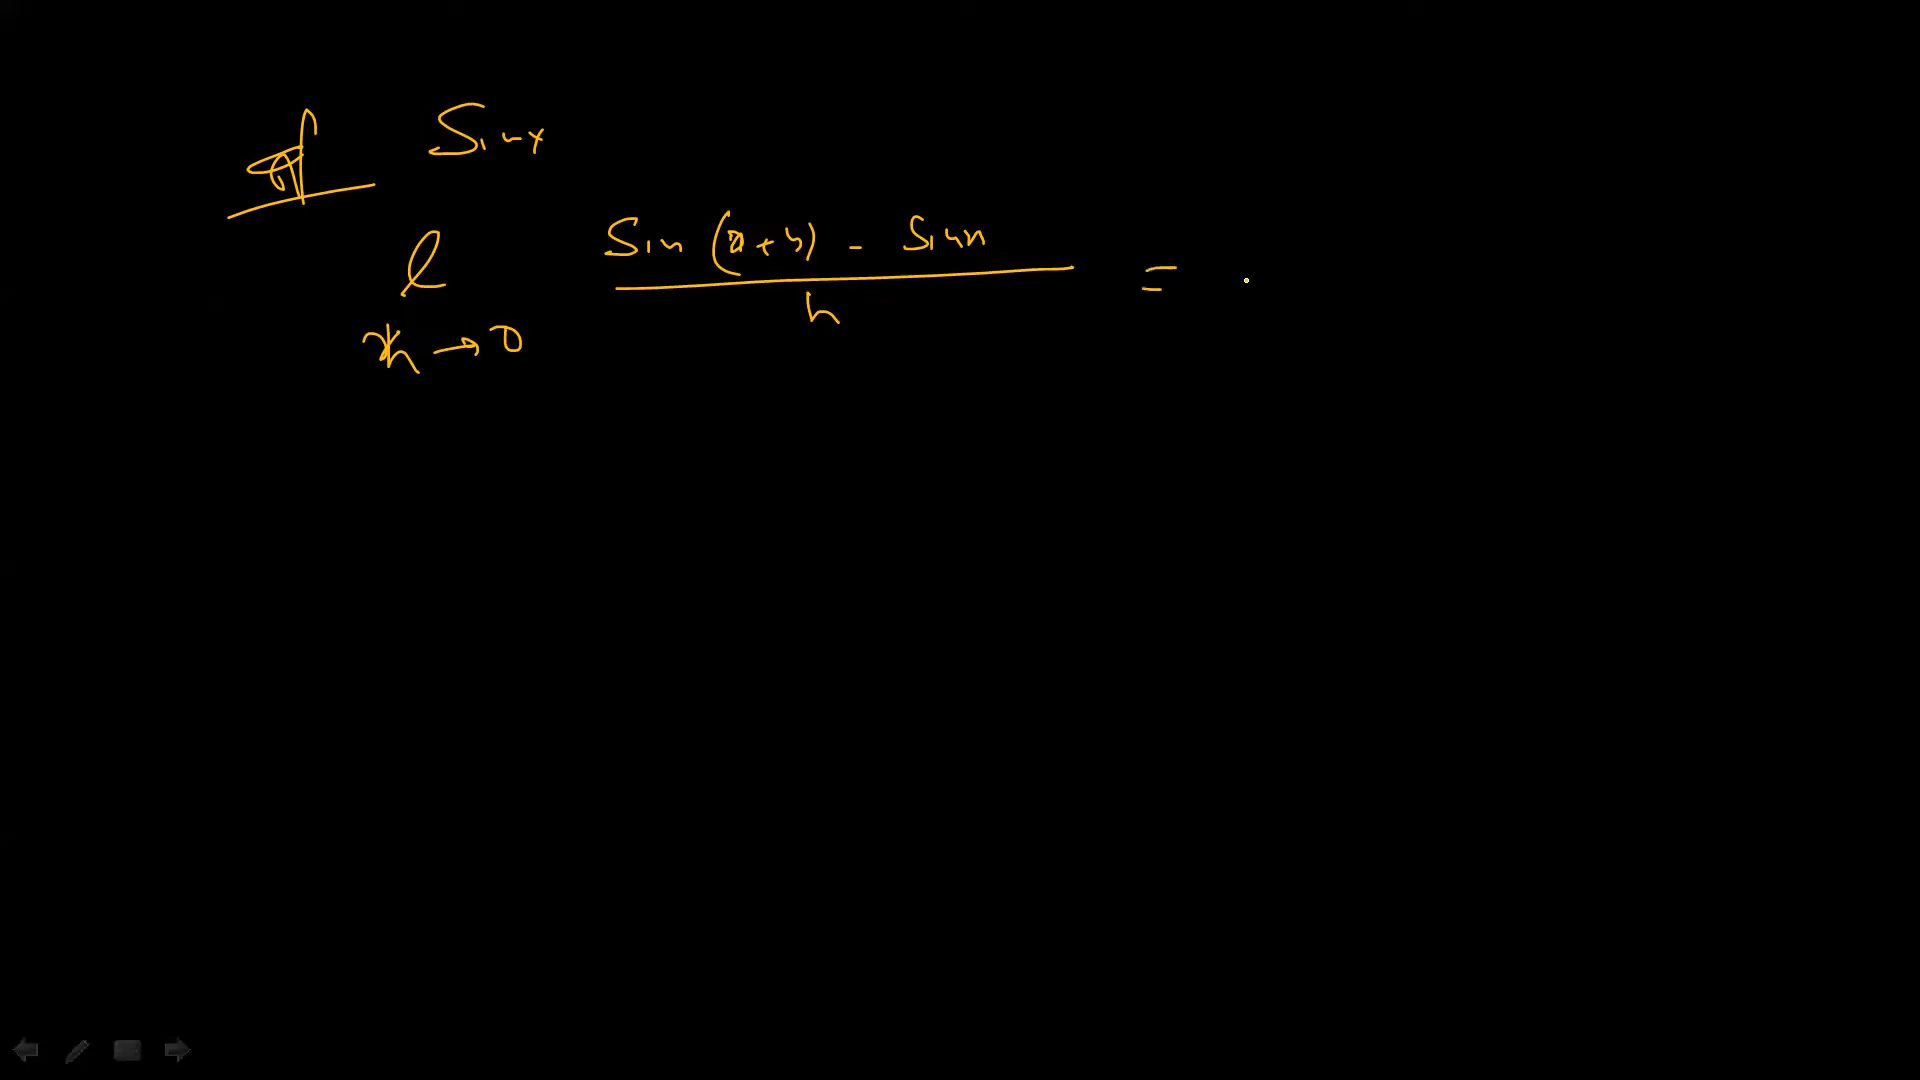 Sinx
l Sin (x+h) - Sinx =
h
h → 0